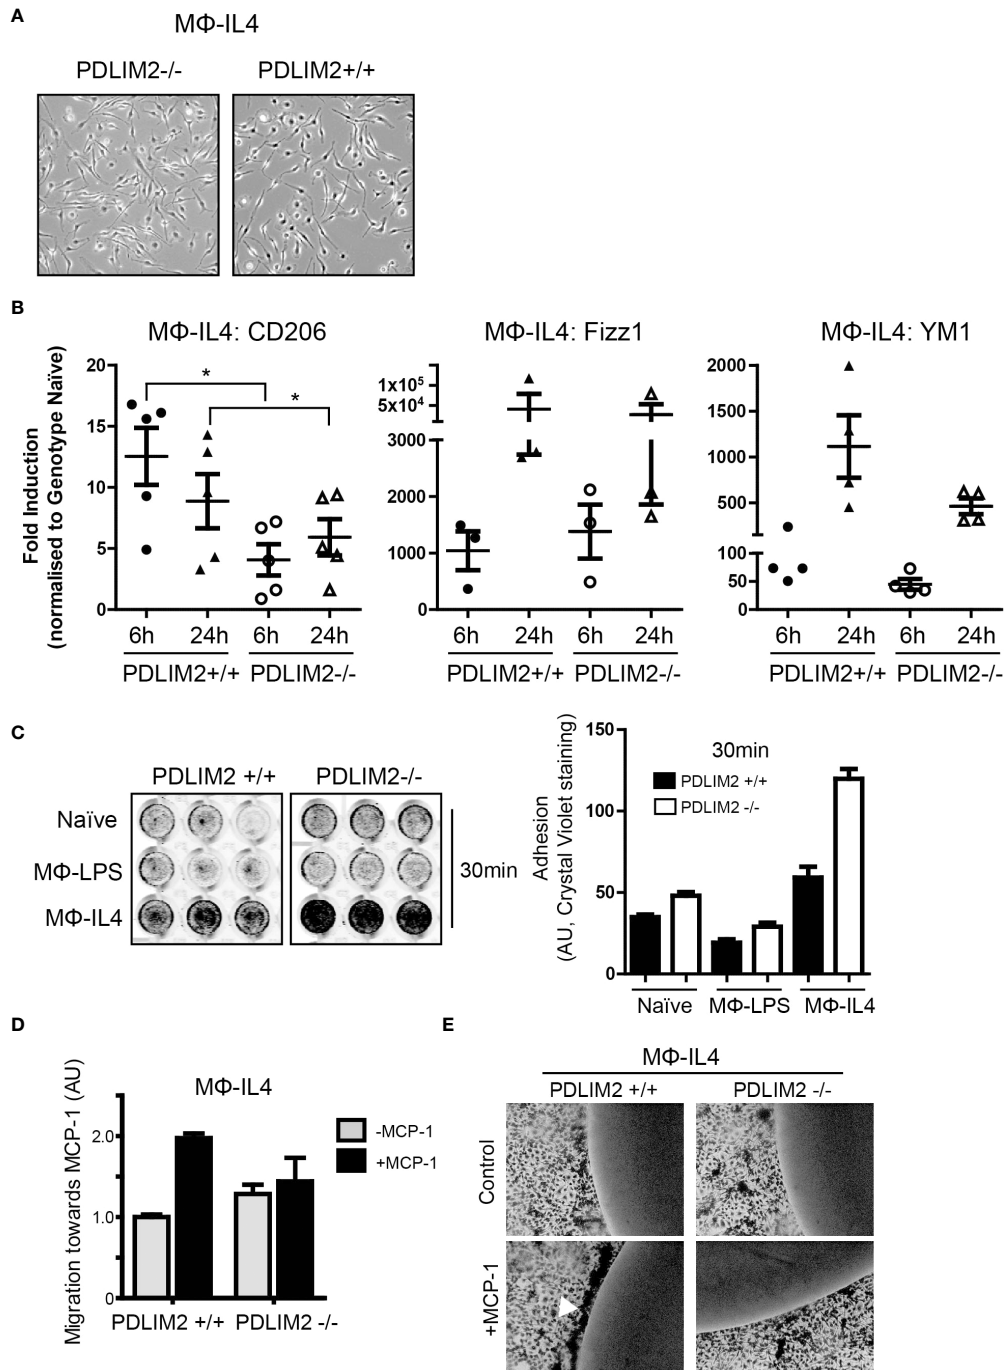 A
MΦ-IL4
PDLIM2-/- PDLIM2+/+
B
MΦ-IL4: CD206 MΦ-IL4: Fizz1 MΦ-IL4: YM1
Fold Induction
(normalised to Genotype Naïve)
20
15
10
5
0
* *
6h 24h 6h 24h
PDLIM2+/+ PDLIM2-/-
1x10⁵
5x10⁴
3000
2000
1000
0
6h 24h 6h 24h
PDLIM2+/+ PDLIM2-/-
2000
1500
1000
500
100
50
0
6h 24h 6h 24h
PDLIM2+/+ PDLIM2-/-
C
PDLIM2 +/+ PDLIM2-/-
Naïve
MΦ-LPS
MΦ-IL4
30min
Adhesion
(AU, Crystal Violet staining)
150
100
50
0
30min
PDLIM2 +/+
PDLIM2 -/-
Naïve MΦ-LPS MΦ-IL4
D
MΦ-IL4
Migration towards MCP-1 (AU)
2.0
1.0
0
-MCP-1
+MCP-1
PDLIM2 +/+ PDLIM2 -/-
E
MΦ-IL4
PDLIM2 +/+ PDLIM2 -/-
Control
+MCP-1